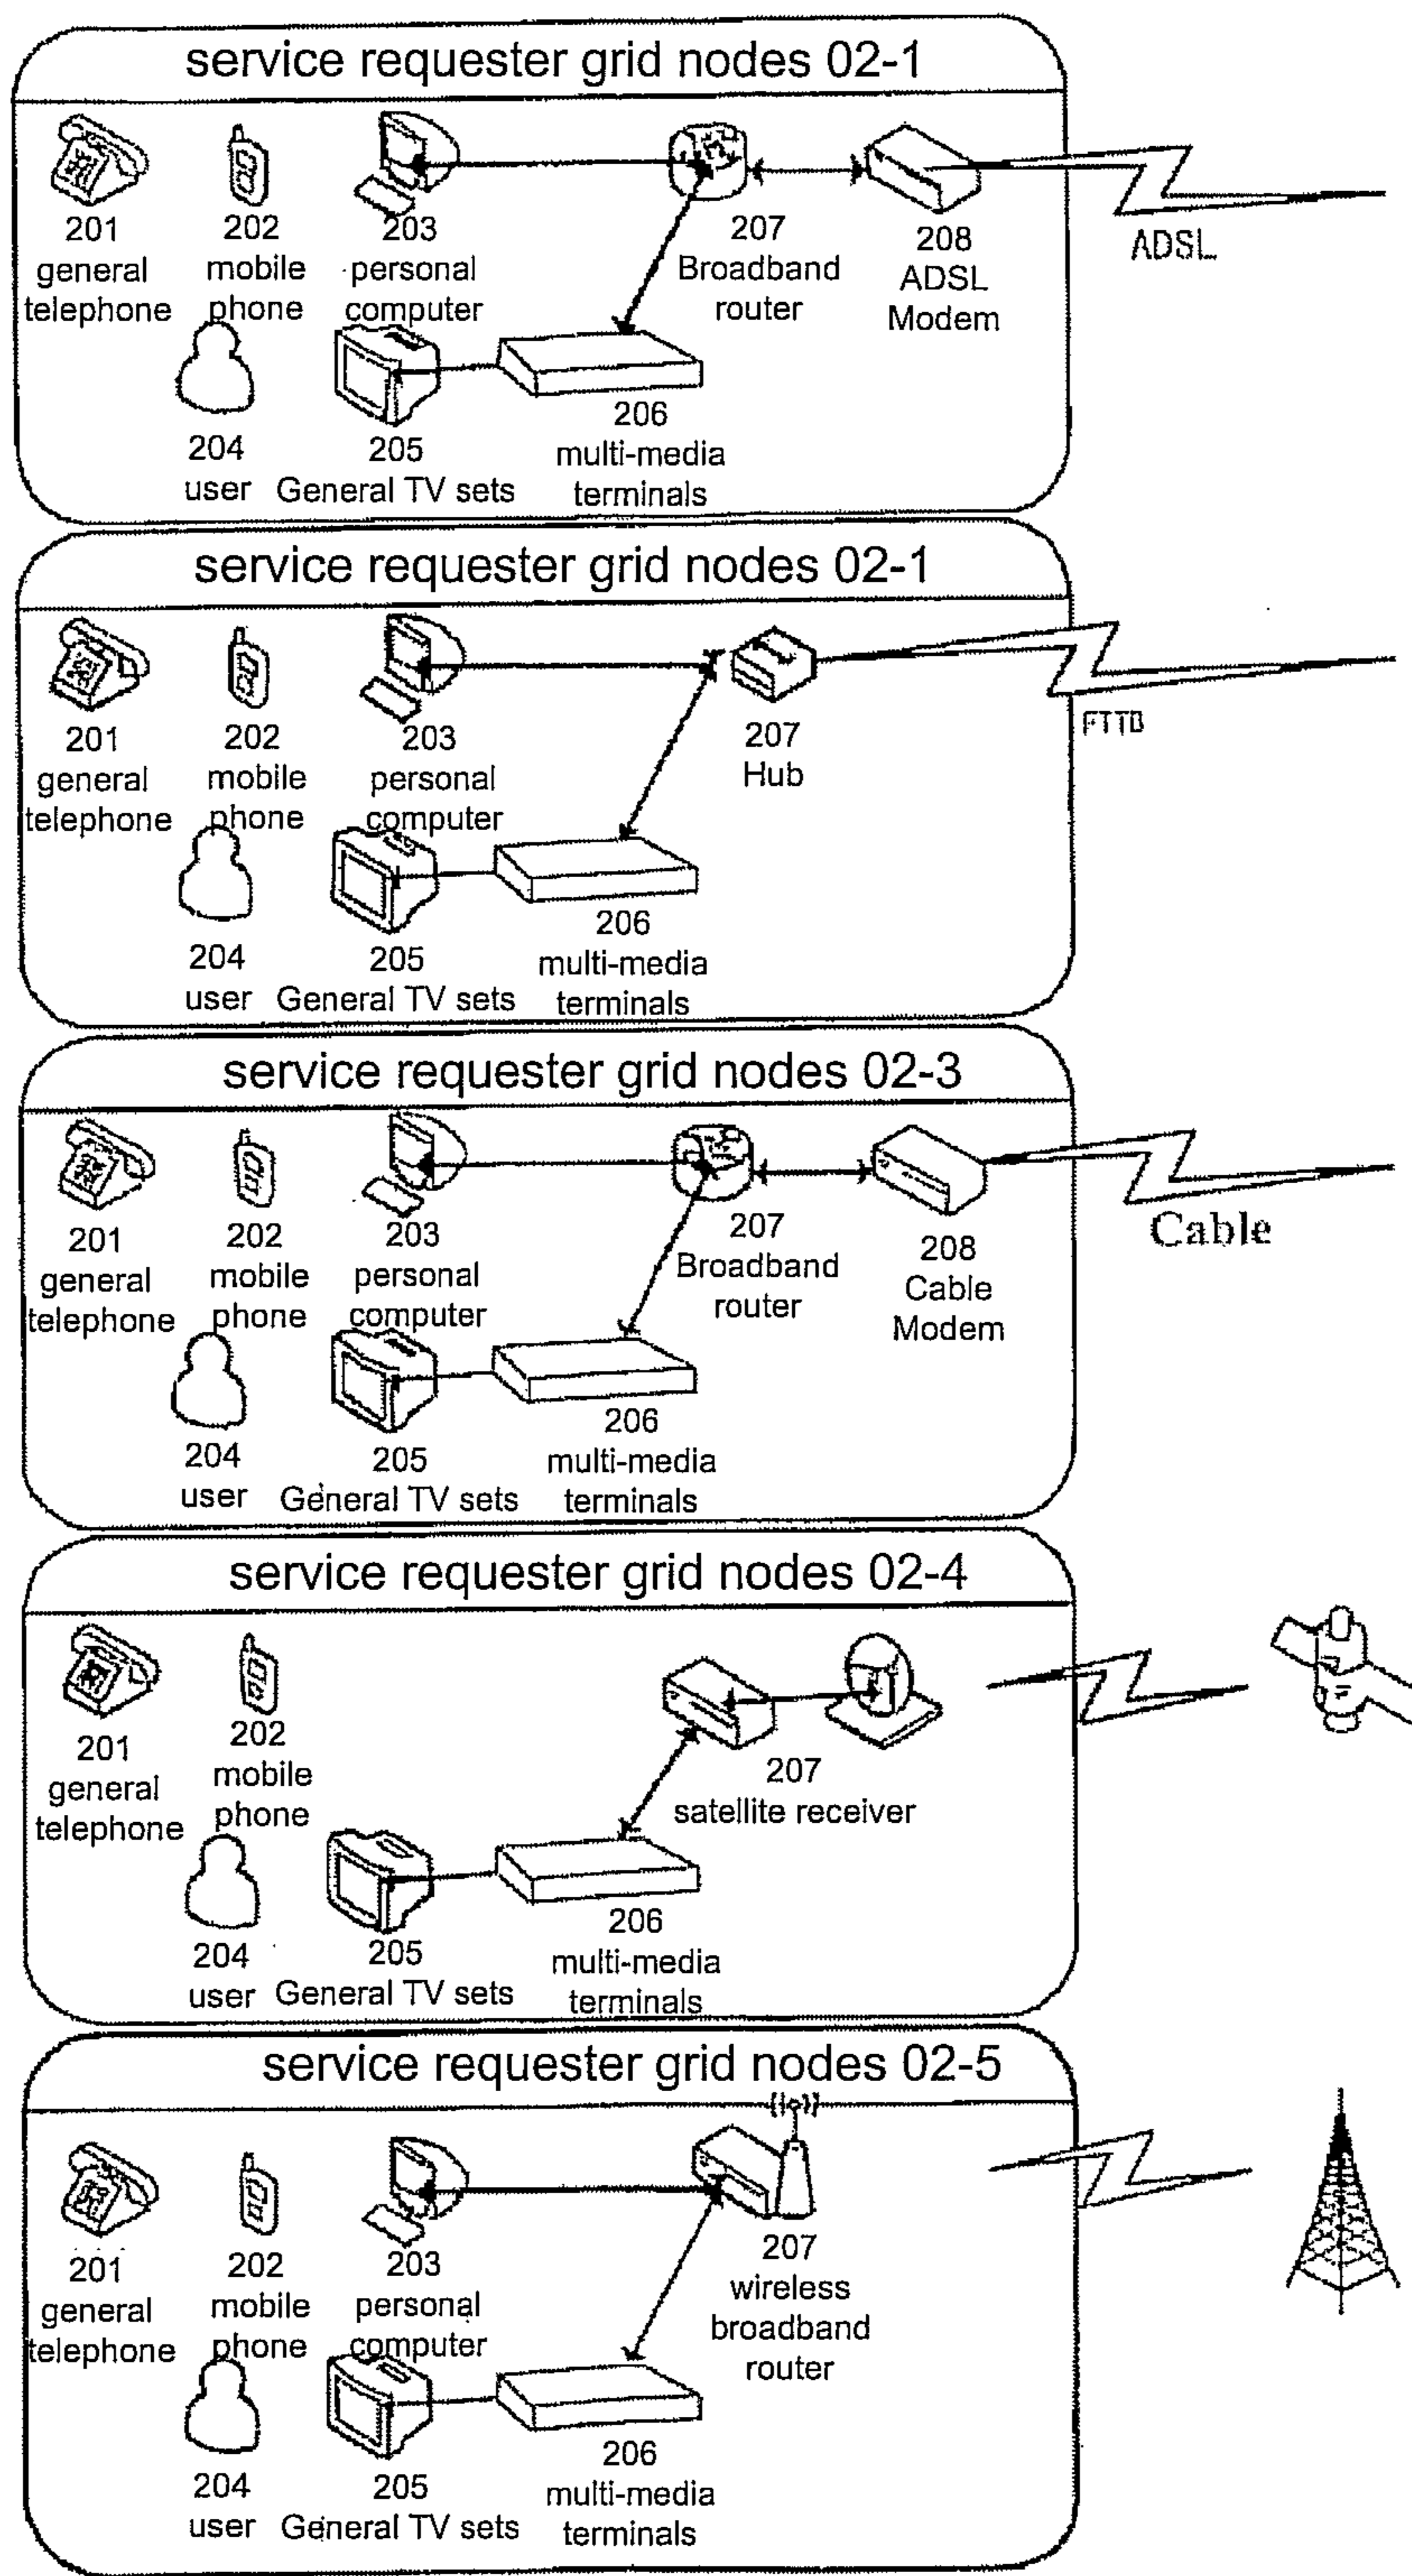 service requester grid nodes 02-1
201
general
telephone
202
mobile
phone
203
personal
computer
207
Broadband
router
208
ADSL
Modem
ADSL
204
user
205
General TV sets
206
multi-media
terminals
service requester grid nodes 02-1
201
general
telephone
202
mobile
phone
203
personal
computer
207
Hub
FTTB
204
user
205
General TV sets
206
multi-media
terminals
service requester grid nodes 02-3
201
general
telephone
202
mobile
phone
203
personal
computer
207
Broadband
router
208
Cable
Modem
Cable
204
user
205
General TV sets
206
multi-media
terminals
service requester grid nodes 02-4
201
general
telephone
202
mobile
phone
207
satellite receiver
204
user
205
General TV sets
206
multi-media
terminals
service requester grid nodes 02-5
201
general
telephone
202
mobile
phone
203
personal
computer
207
wireless
broadband
router
204
user
205
General TV sets
206
multi-media
terminals